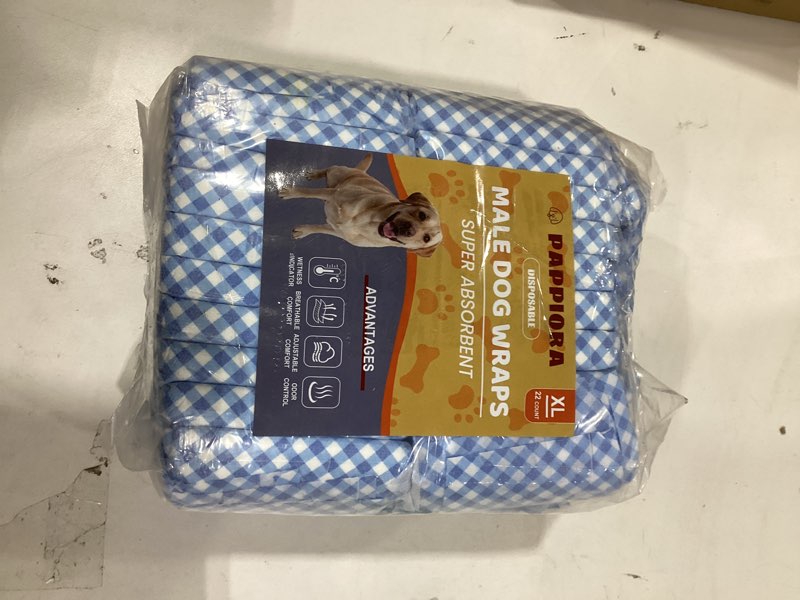 PAPPIORA
DISPOSABLE
MALE DOG WRAPS
SUPER ABSORBENT
XL
22 COUNT
ADVANTAGES
°C
WETNESS
INDICATOR
BREATHABLE
COMFORT
ADJUSTABLE
COMFORT
ODOR
CONTROL